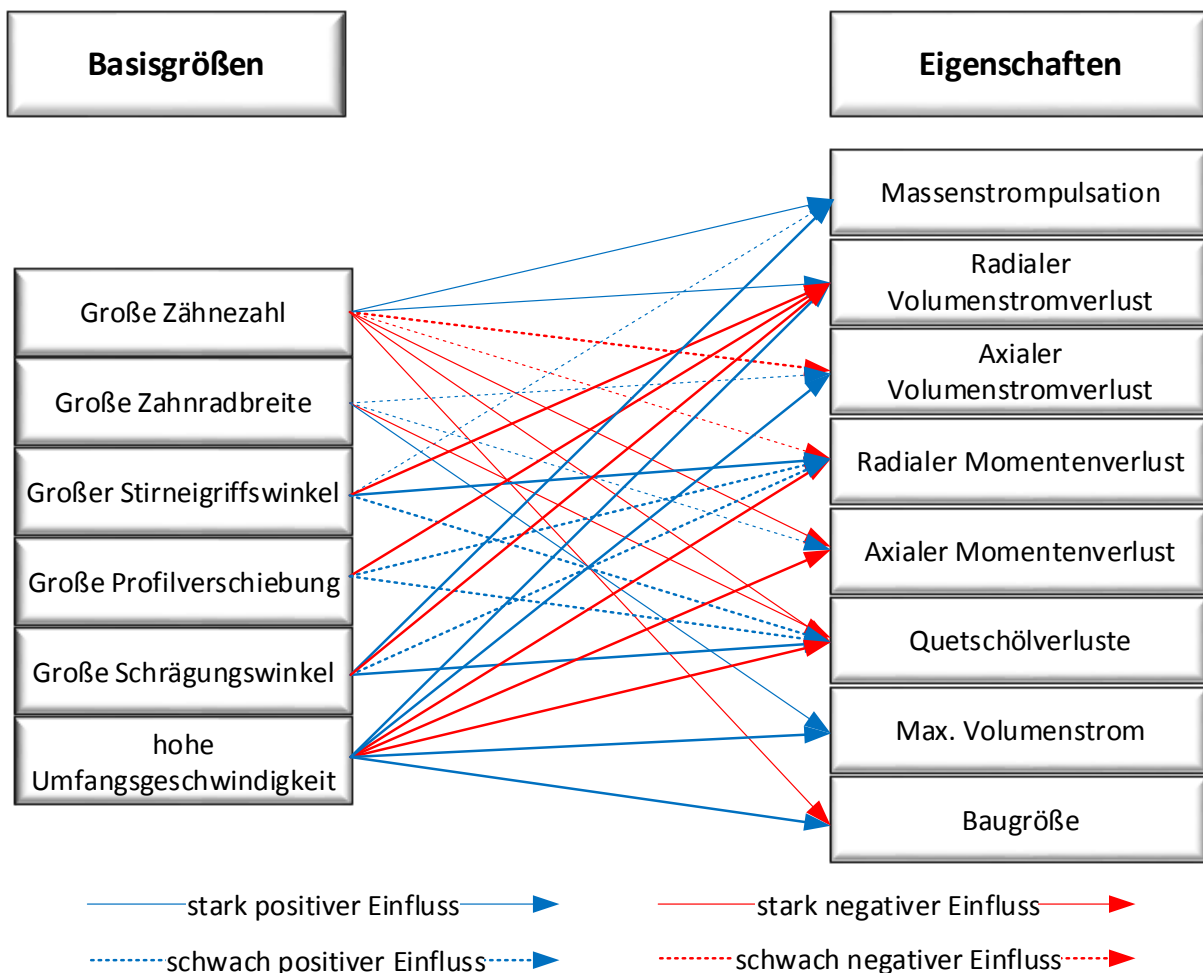 Basisgrößen
Eigenschaften
Große Zähnezahl
Große Zahnradbreite
Großer Stirneigriffswinkel
Große Profilverschiebung
Große Schrägungswinkel
hohe
Umfangsgeschwindigkeit
Massenstrompulsation
Radialer
Volumenstromverlust
Axialer
Volumenstromverlust
Radialer Momentenverlust
Axialer Momentenverlust
Quetschölverluste
Max. Volumenstrom
Baugröße
stark positiver Einfluss
stark negativer Einfluss
schwach positiver Einfluss
schwach negativer Einfluss